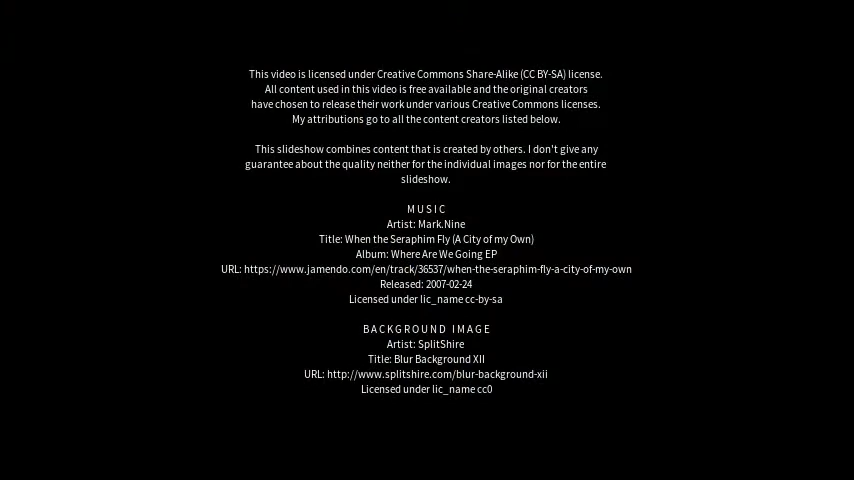 This video is licensed under Creative Commons Share-Alike (CC BY-SA) license.
All content used in this video is free available and the original creators
have chosen to release their work under various Creative Commons licenses.
My attributions go to all the content creators listed below.
This slideshow combines content that is created by others. I don't give any
guarantee about the quality neither for the individual images nor for the entire
slideshow.
MUSIC
Artist: Mark.Nine
Title: When the Seraphim Fly (A City of my Own)
Album: Where Are We Going EP
URL: https://www.jamendo.com/en/track/36537/when-the-seraphim-fly-a-city-of-my-own
Released: 2007-02-24
Licensed under lic_name cc-by-sa
BACKGROUND IMAGE
Artist: SplitShire
Title: Blur Background XII
URL: http://www.splitshire.com/blur-background-xii
Licensed under lic_name cc0